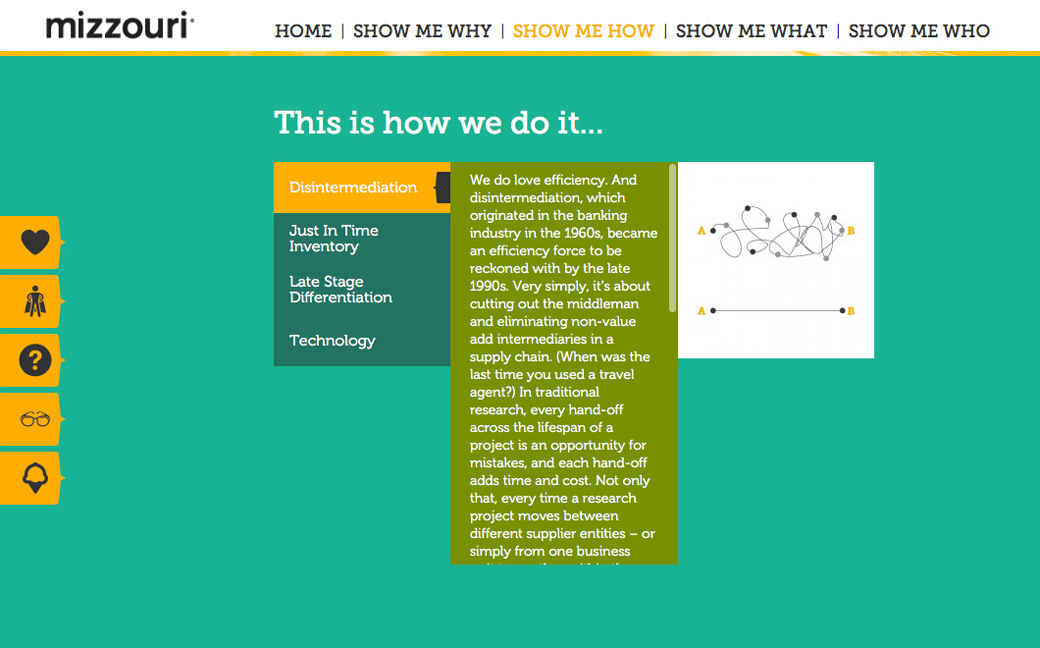 mizzouri
HOME | SHOW ME WHY | SHOW ME HOW | SHOW ME WHAT | SHOW ME WHO
This is how we do it...
Disintermediation
Just In Time
Inventory
Late Stage
Differentiation
Technology
We do love efficiency. And
disintermediation, which
originated in the banking
industry in the 1960s, became
an efficiency force to be
reckoned with by the late
1990s. Very simply, it's about
cutting out the middleman
and eliminating non-value
add intermediaries in a
supply chain. (When was the
last time you used a travel
agent?) In traditional
research, every hand-off
across the lifespan of a
project is an opportunity for
mistakes, and each hand-off
adds time and cost. Not only
that, every time a research
project moves between
different supplier entities – or
simply from one business
A B
A B
?